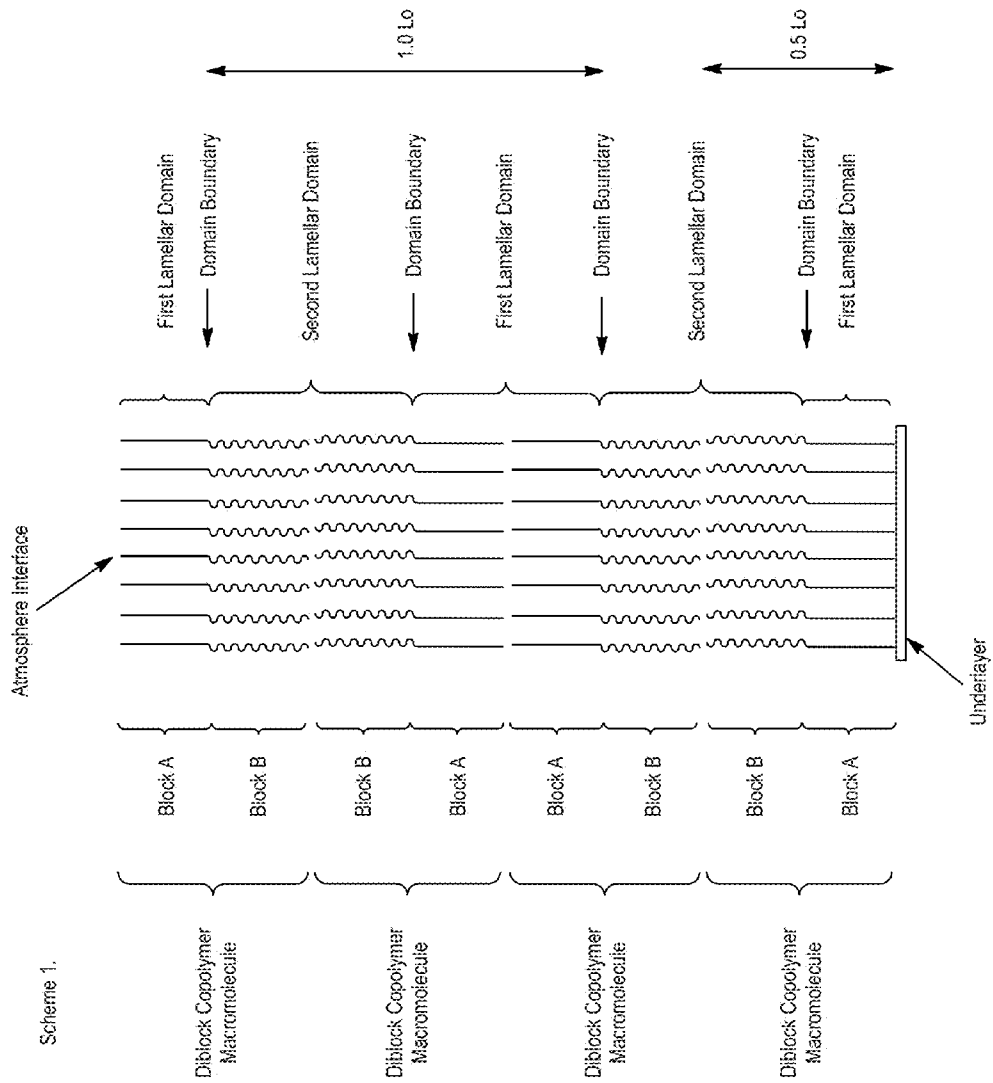 Scheme 1.
Atmosphere Interface
Diblock Copolymer
Macromolecule
Diblock Copolymer
Macromolecule
Diblock Copolymer
Macromolecule
Diblock Copolymer
Macromolecule
Block A
Block B
Block B
Block A
Block A
Block B
Block B
Block A
Underlayer
First Lamellar Domain
Domain Boundary
Second Lamellar Domain
Domain Boundary
First Lamellar Domain
Domain Boundary
Second Lamellar Domain
Domain Boundary
First Lamellar Domain
1.0 Lo
0.5 Lo